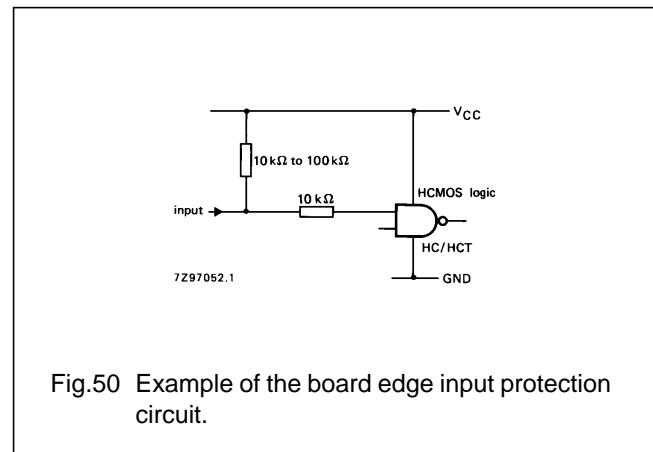 VCC
10 kΩ to 100 kΩ
10 kΩ
HCMOS logic
input
HC/HCT
7Z97052.1
GND
Fig.50 Example of the board edge input protection
circuit.